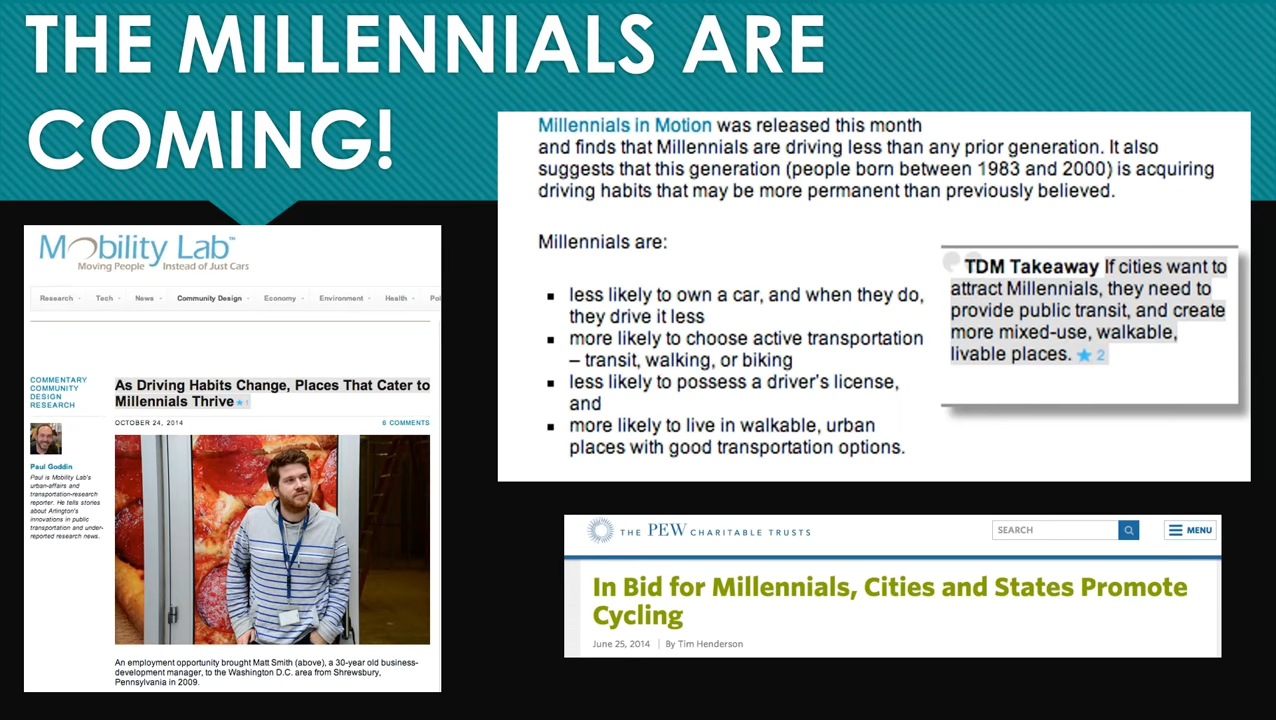 THE MILLENNIALS ARE
COMING!
Millennials in Motion was released this month
and finds that Millennials are driving less than any prior generation. It also
suggests that this generation (people born between 1983 and 2000) is acquiring
driving habits that may be more permanent than previously believed.
Millennials are:
▪ less likely to own a car, and when they do,
they drive it less
▪ more likely to choose active transportation
– transit, walking, or biking
▪ less likely to possess a driver's license,
and
▪ more likely to live in walkable, urban
places with good transportation options.
TDM Takeaway If cities want to
attract Millennials, they need to
provide public transit, and create
more mixed-use, walkable,
livable places. ★ 2
Mobility Lab™
Moving People Instead of Just Cars
Research Tech News Community Design Economy Environment Health Pol
COMMENTARY
COMMUNITY
DESIGN
RESEARCH
Paul Goddin
Paul is Mobility Lab's
urban-affairs and
transportation-research
reporter. He tells stories
about Arlington's
innovations in public
transportation and under-
reported research news.
As Driving Habits Change, Places That Cater to
Millennials Thrive ★ 1
OCTOBER 24, 2014 6 COMMENTS
An employment opportunity brought Matt Smith (above), a 30-year old business-
development manager, to the Washington D.C. area from Shrewsbury,
Pennsylvania in 2009.
THE PEW CHARITABLE TRUSTS
SEARCH
MENU
In Bid for Millennials, Cities and States Promote
Cycling
June 25, 2014 | By Tim Henderson